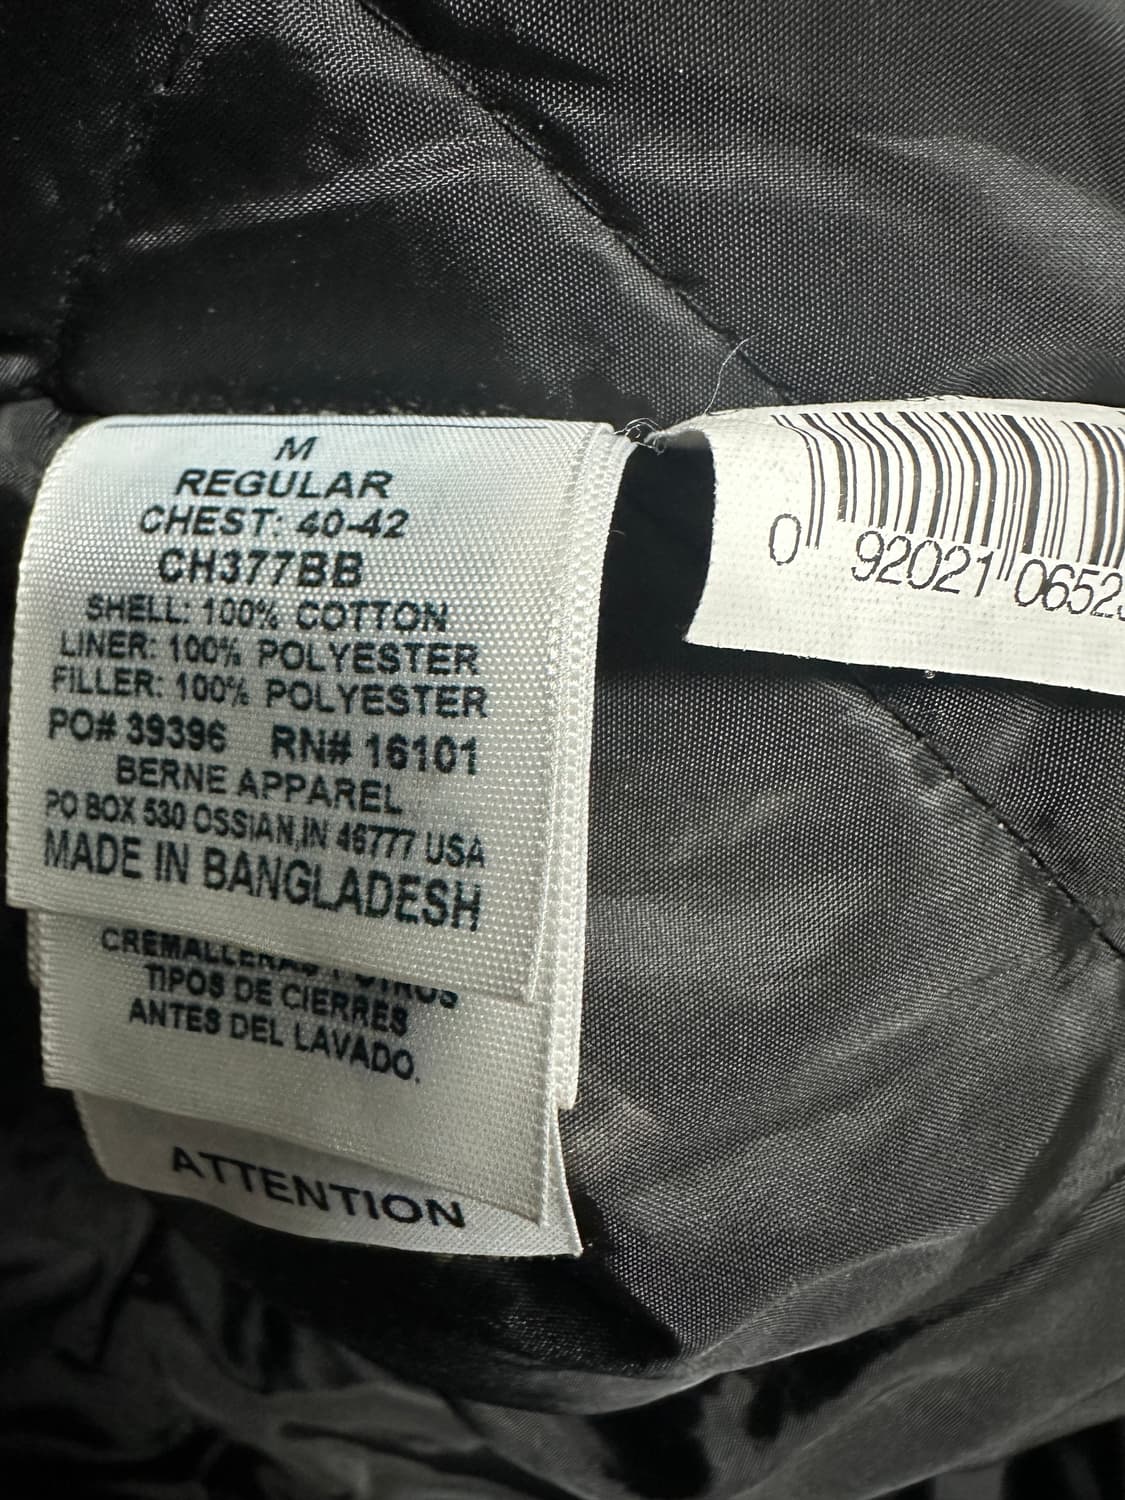 M
REGULAR
CHEST: 40-42
CH377BB
SHELL: 100% COTTON
LINER: 100% POLYESTER
FILLER: 100% POLYESTER
PO# 39396 RN# 16101
BERNE APPAREL
PO BOX 530 OSSIAN,IN 46777 USA
MADE IN BANGLADESH
CREMALLERAS Y OTROS
TIPOS DE CIERRES
ANTES DEL LAVADO.
ATTENTION
0 92021 0652